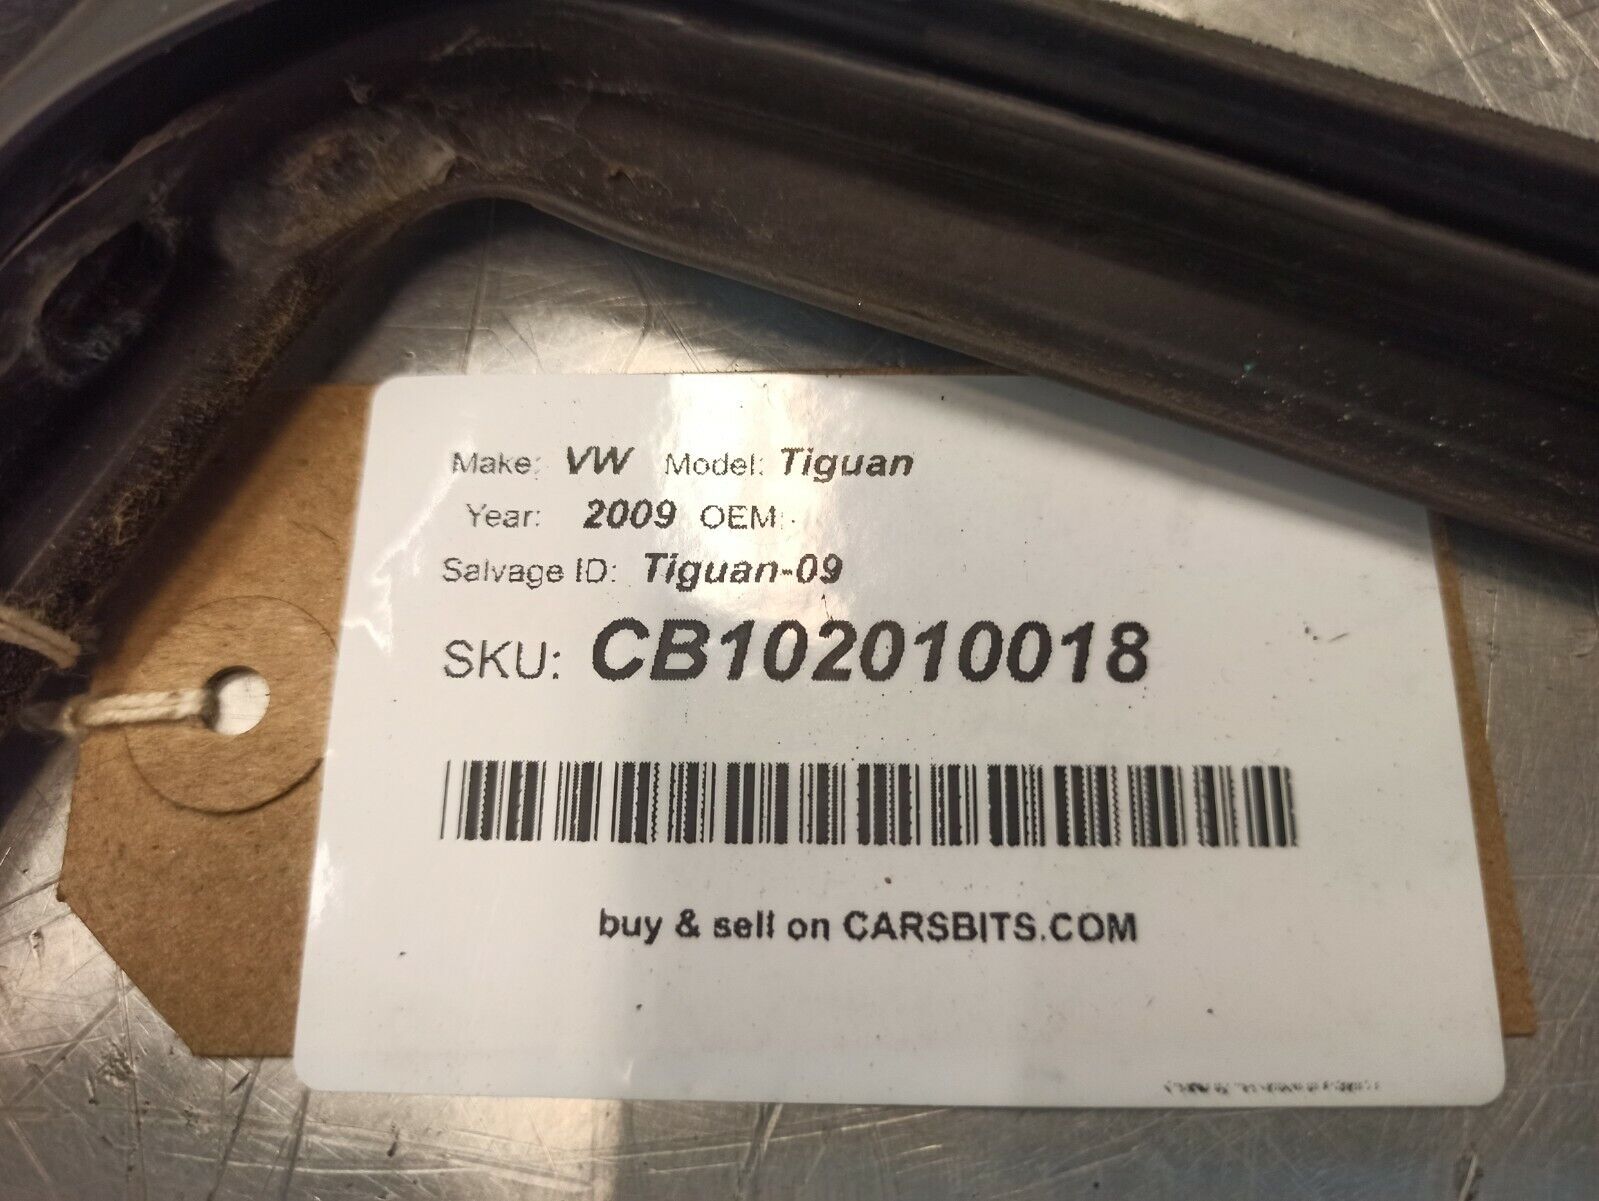 Make: VW Model: Tiguan
Year: 2009 OEM:
Salvage ID: Tiguan-09
SKU: CB102010018
buy & sell on CARSBITS.COM